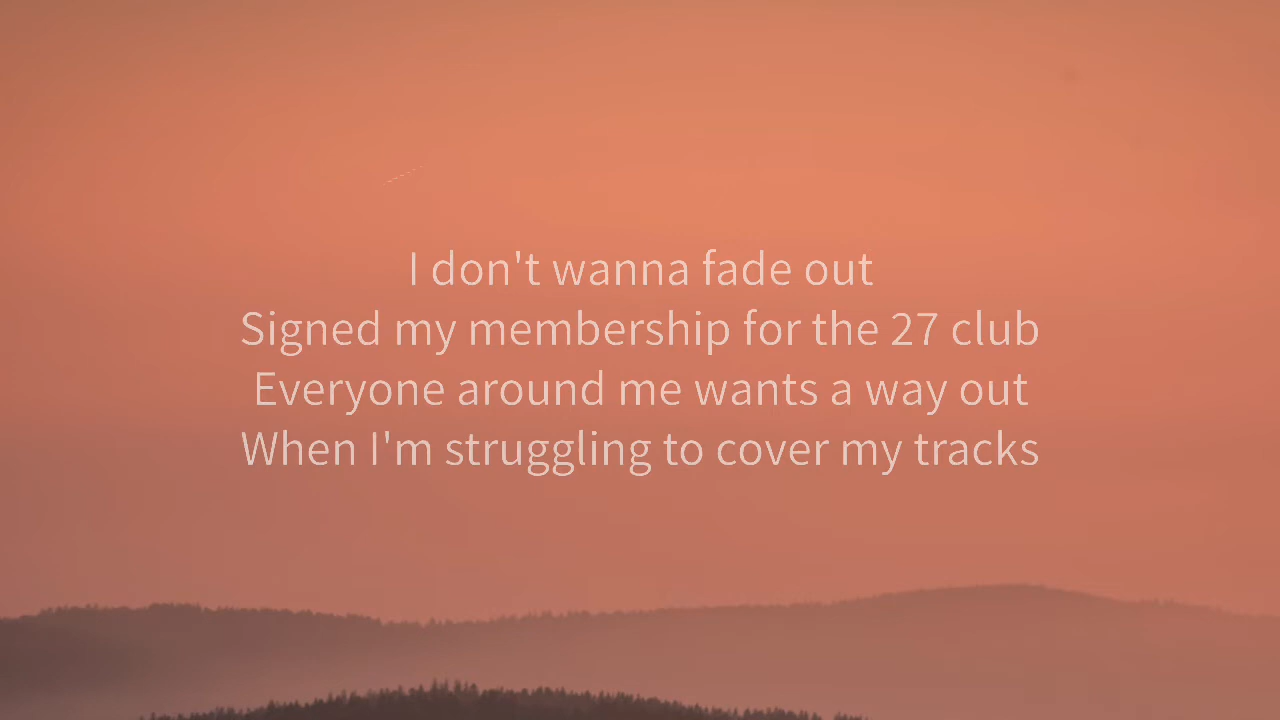 I don't wanna fade out
Signed my membership for the 27 club
Everyone around me wants a way out
When I'm struggling to cover my tracks